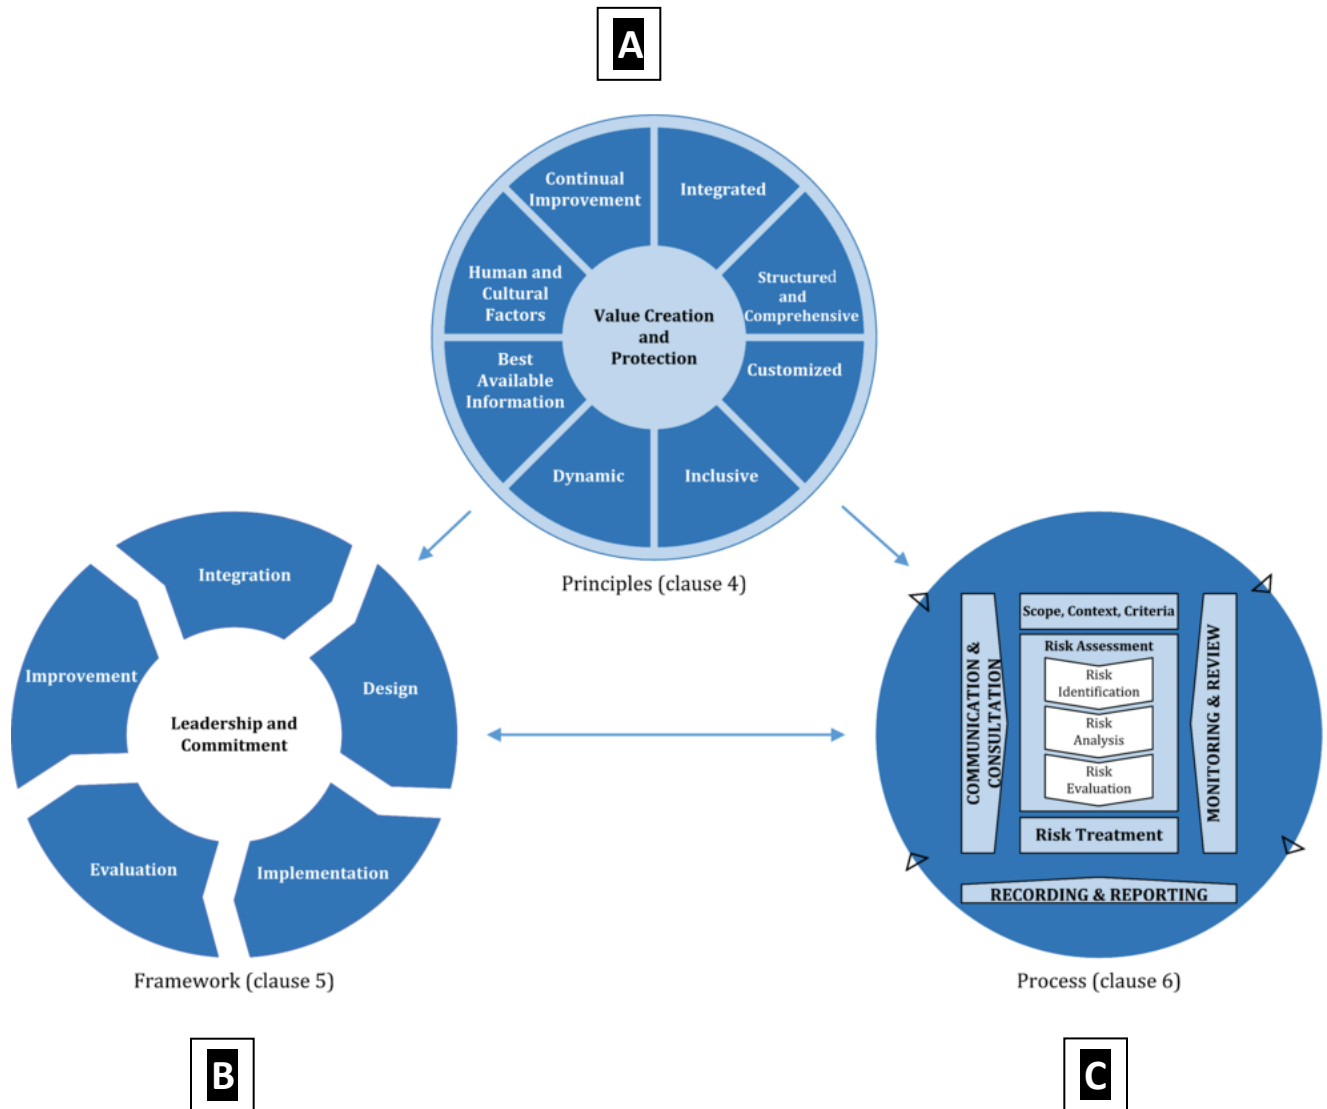 A
Continual
Improvement
Integrated
Human and
Cultural
Factors
Structured
and
Comprehensive
Value Creation
and
Protection
Best
Available
Information
Customized
Dynamic
Inclusive
Principles (clause 4)
Integration
Improvement
Design
Leadership and
Commitment
Evaluation
Implementation
Framework (clause 5)
B
Scope, Context, Criteria
Risk Assessment
Risk
Identification
Risk
Analysis
Risk
Evaluation
Risk Treatment
COMMUNICATION &
CONSULTATION
MONITORING & REVIEW
RECORDING & REPORTING
Process (clause 6)
C